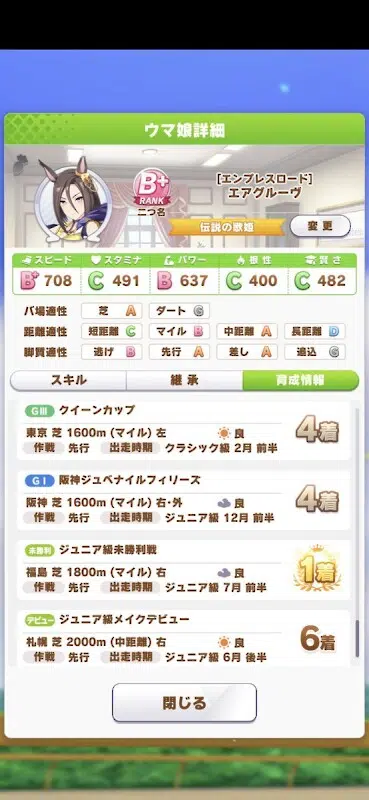 ウマ娘詳細
B+
RANK
二つ名
[エンプレスロード]
エアグルーヴ
伝説の歌姫
変更
スピード スタミナ パワー 根性 賢さ
B+ 708 C 491 B 637 C 400 C 482
バ場適性 芝 A ダート G
距離適性 短距離 C マイル B 中距離 A 長距離 D
脚質適性 逃げ B 先行 A 差し A 追込 G
スキル 継承 育成情報
GIII クイーンカップ
東京 芝 1600m (マイル) 左 良
作戦 先行 出走時期 クラシック級 2月 前半
4着
GI 阪神ジュベナイルフィリーズ
阪神 芝 1600m (マイル) 右・外 良
作戦 先行 出走時期 ジュニア級 12月 前半
4着
未勝利 ジュニア級未勝利戦
福島 芝 1800m (マイル) 右 良
作戦 先行 出走時期 ジュニア級 7月 前半
1着
デビュー ジュニア級メイクデビュー
札幌 芝 2000m (中距離) 右 良
作戦 先行 出走時期 ジュニア級 6月 後半
6着
閉じる